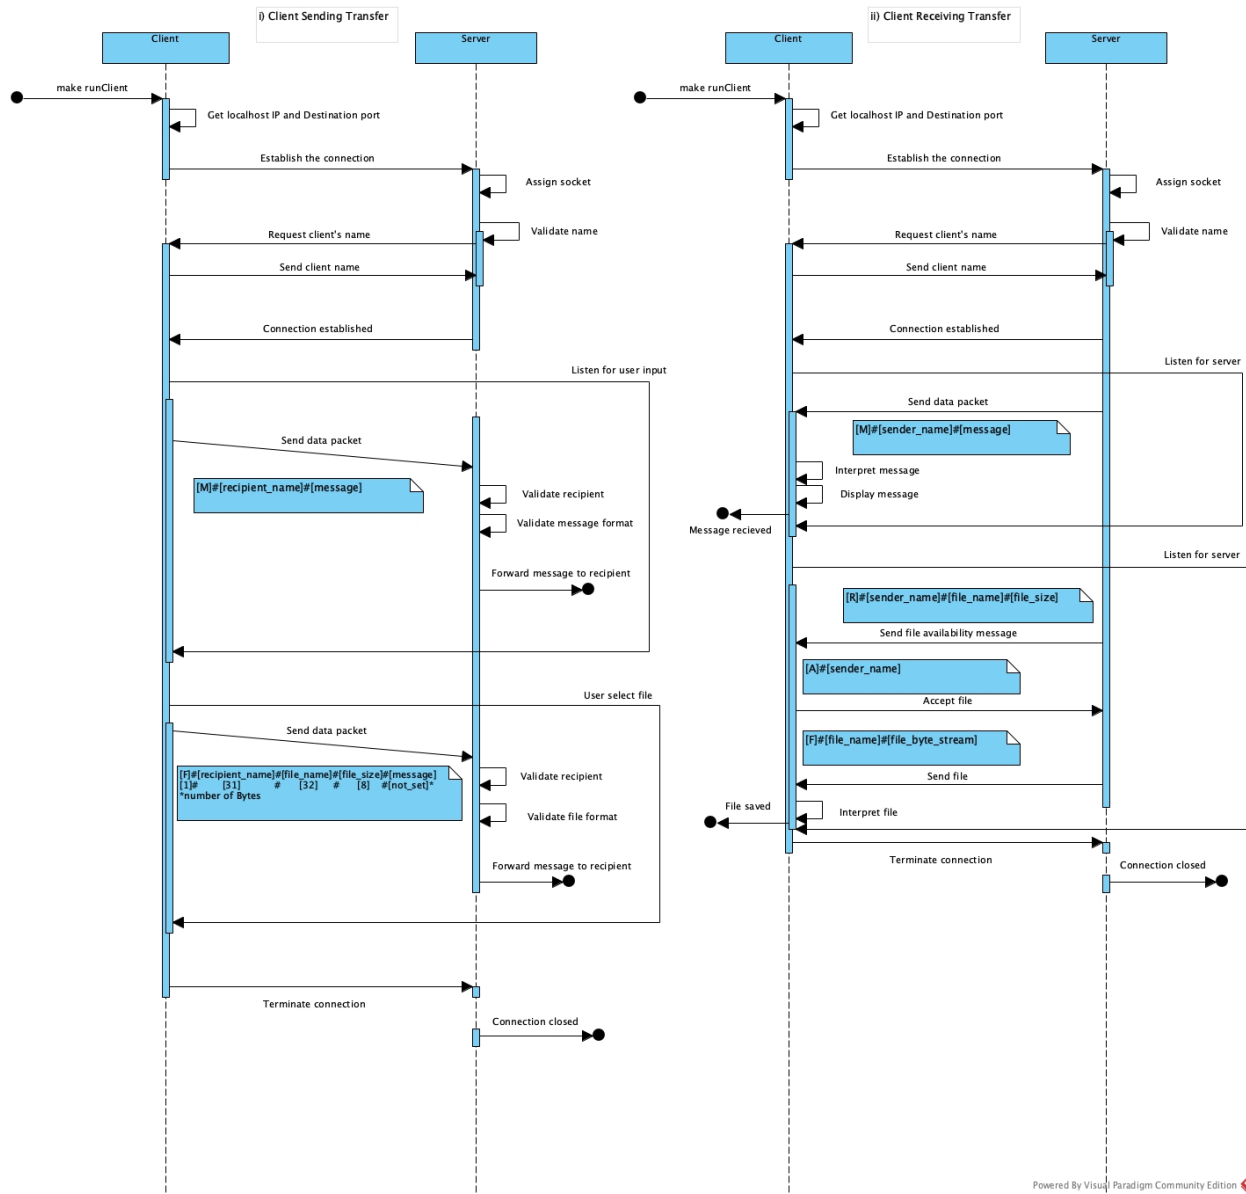 i) Client Sending Transfer
Client
Server
make runClient
Get localhost IP and Destination port
Establish the connection
Assign socket
Validate name
Request client's name
Send client name
Connection established
Listen for user input
Send data packet
[M]#[recipient_name]#[message]
Validate recipient
Validate message format
Forward message to recipient
User select file
Send data packet
[F]#[recipient_name]#[file_name]#[file_size]#[message]
[1]# [31] # [32] # [8] #[not_set]*
*number of Bytes
Validate recipient
Validate file format
Forward message to recipient
Terminate connection
Connection closed
ii) Client Receiving Transfer
Client
Server
make runClient
Get localhost IP and Destination port
Establish the connection
Assign socket
Validate name
Request client's name
Send client name
Connection established
Listen for server
Send data packet
[M]#[sender_name]#[message]
Interpret message
Display message
Message recieved
Listen for server
[R]#[sender_name]#[file_name]#[file_size]
Send file availability message
[A]#[sender_name]
Accept file
[F]#[file_name]#[file_byte_stream]
Send file
File saved
Interpret file
Terminate connection
Connection closed
Powered By Visual Paradigm Community Edition